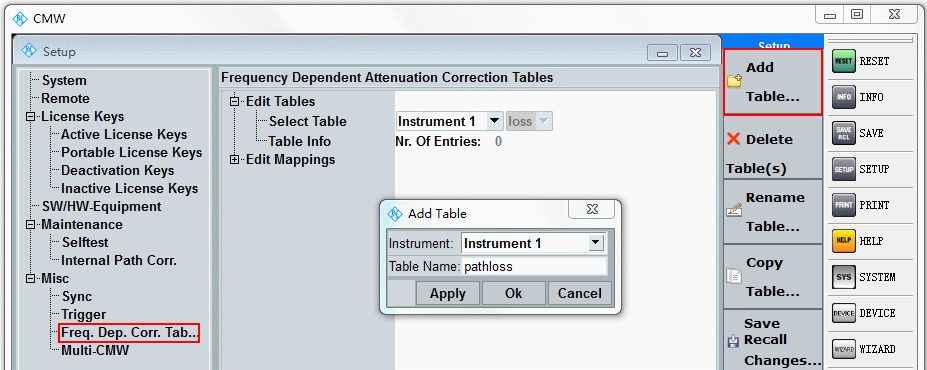 CMW
Setup
System
Remote
License Keys
Active License Keys
Portable License Keys
Deactivation Keys
Inactive License Keys
SW/HW-Equipment
Maintenance
Selftest
Internal Path Corr.
Misc
Sync
Trigger
Freq. Dep. Corr. Tab...
Multi-CMW
Frequency Dependent Attenuation Correction Tables
Edit Tables
Select Table Instrument 1 loss
Table Info Nr. Of Entries: 0
Edit Mappings
Add Table
Instrument: Instrument 1
Table Name: pathloss
Apply Ok Cancel
Setup
Add
Table...
Delete
Table(s)
Rename
Table...
Copy
Table...
Save
Recall
Changes...
RESET RESET
INFO INFO
SAVE
RCL SAVE
SETUP SETUP
PRINT PRINT
HELP HELP
SYS SYSTEM
DEVICE DEVICE
WIZARD WIZARD